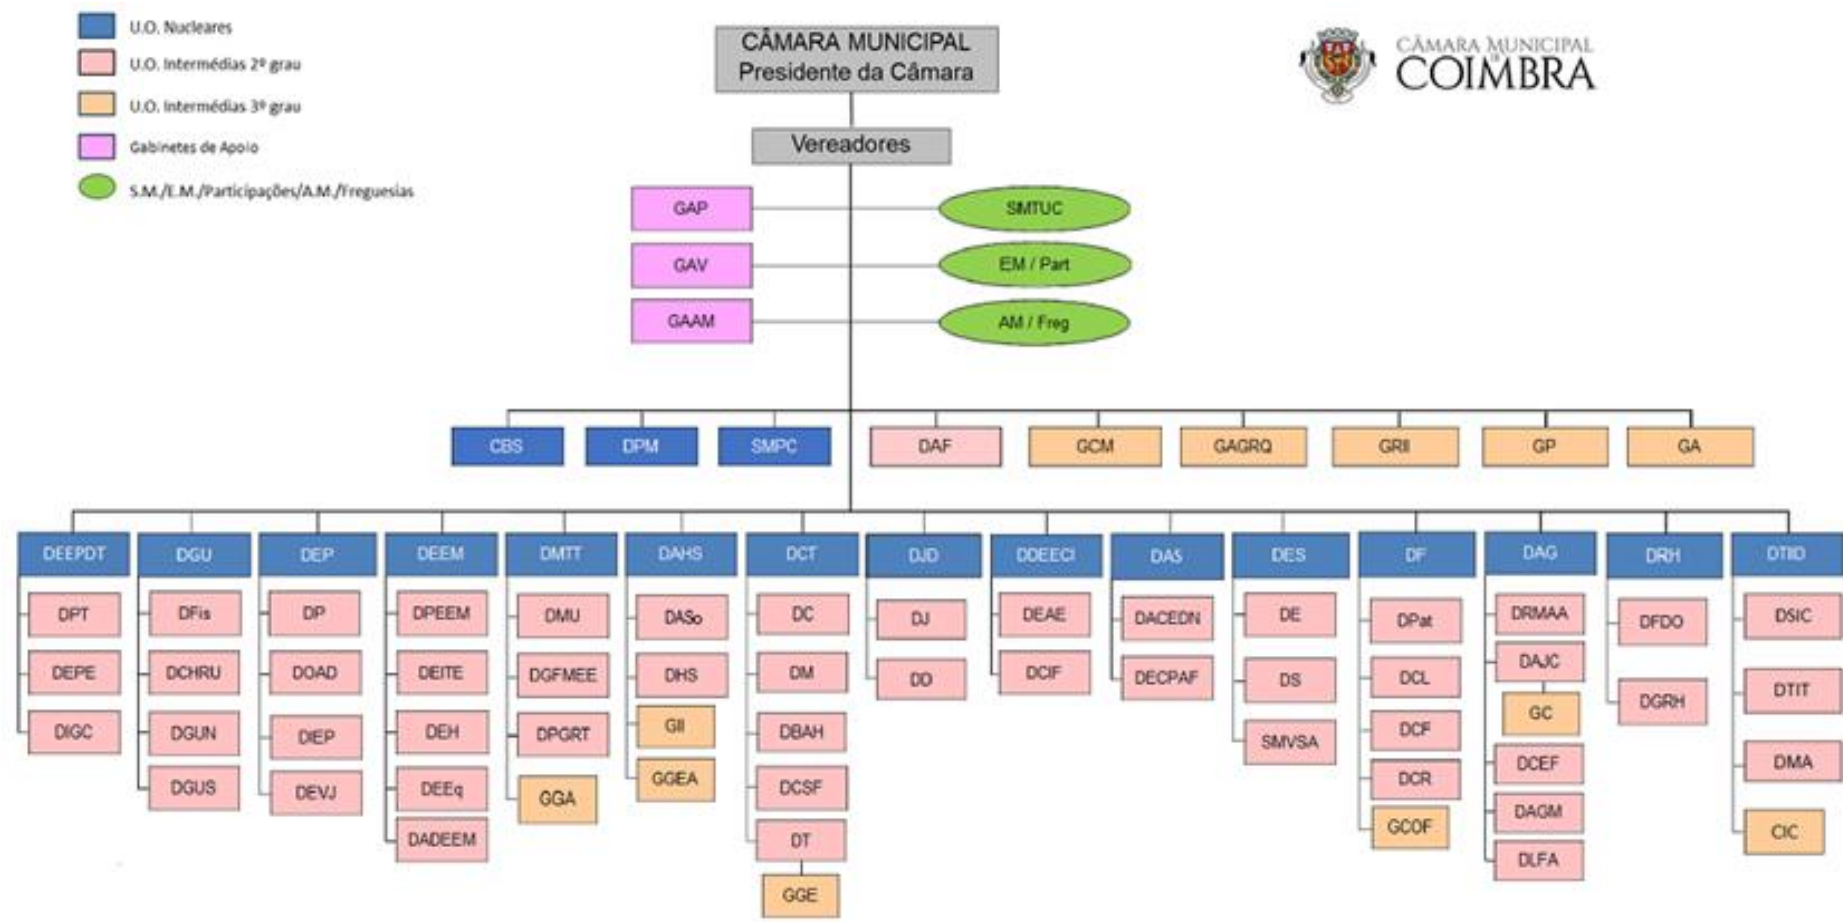 U.O. Nucleares
U.O. Intermédias 2º grau
U.O. Intermédias 3º grau
Gabinetes de Apoio
S.M./E.M./Participações/A.M./Freguesias
CÂMARA MUNICIPAL
Presidente da Câmara
Vereadores
CÂMARA MUNICIPAL
DE
COIMBRA
GAP
SMTUC
GAV
EM / Part
GAAM
AM / Freg
CBS
DPM
SMPC
DAF
GCM
GAGRQ
GRII
GP
GA
DEEPDT
DPT
DEPE
DIGC
DGU
DFis
DCHRU
DGUN
DGUS
DEP
DP
DOAD
DIEP
DEVJ
DEEM
DPEEM
DEITE
DEH
DEEq
DADEEM
DMTT
DMU
DGFMEE
DPGRT
GGA
DAHS
DASo
DHS
GII
GGEA
DCT
DC
DM
DBAH
DCSF
DT
GGE
DJD
DJ
DD
DDEECI
DEAE
DCIF
DAS
DACEDN
DECPAF
DES
DE
DS
SMVSA
DF
DPat
DCL
DCF
DCR
GCOF
DAG
DRMAA
DAJC
GC
DCEF
DAGM
DLFA
DRH
DFDO
DGRH
DTIID
DSIC
DTIT
DMA
CIC